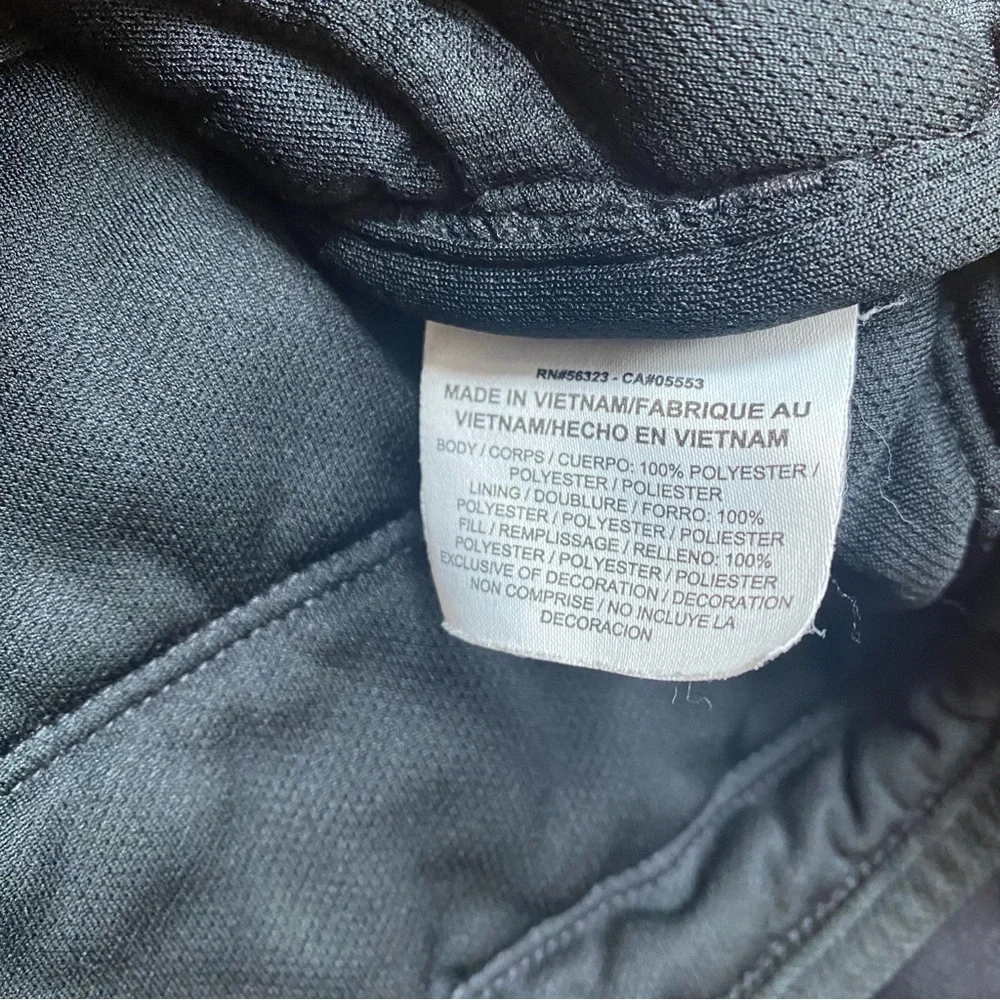 RN#56323 - CA#05553
MADE IN VIETNAM/FABRIQUE AU
VIETNAM/HECHO EN VIETNAM
BODY / CORPS / CUERPO: 100% POLYESTER /
POLYESTER / POLIESTER
LINING / DOUBLURE / FORRO: 100%
POLYESTER / POLYESTER / POLIESTER
FILL / REMPLISSAGE / RELLENO: 100%
POLYESTER / POLYESTER / POLIESTER
EXCLUSIVE OF DECORATION / DECORATION
NON COMPRISE / NO INCLUYE LA
DECORACION